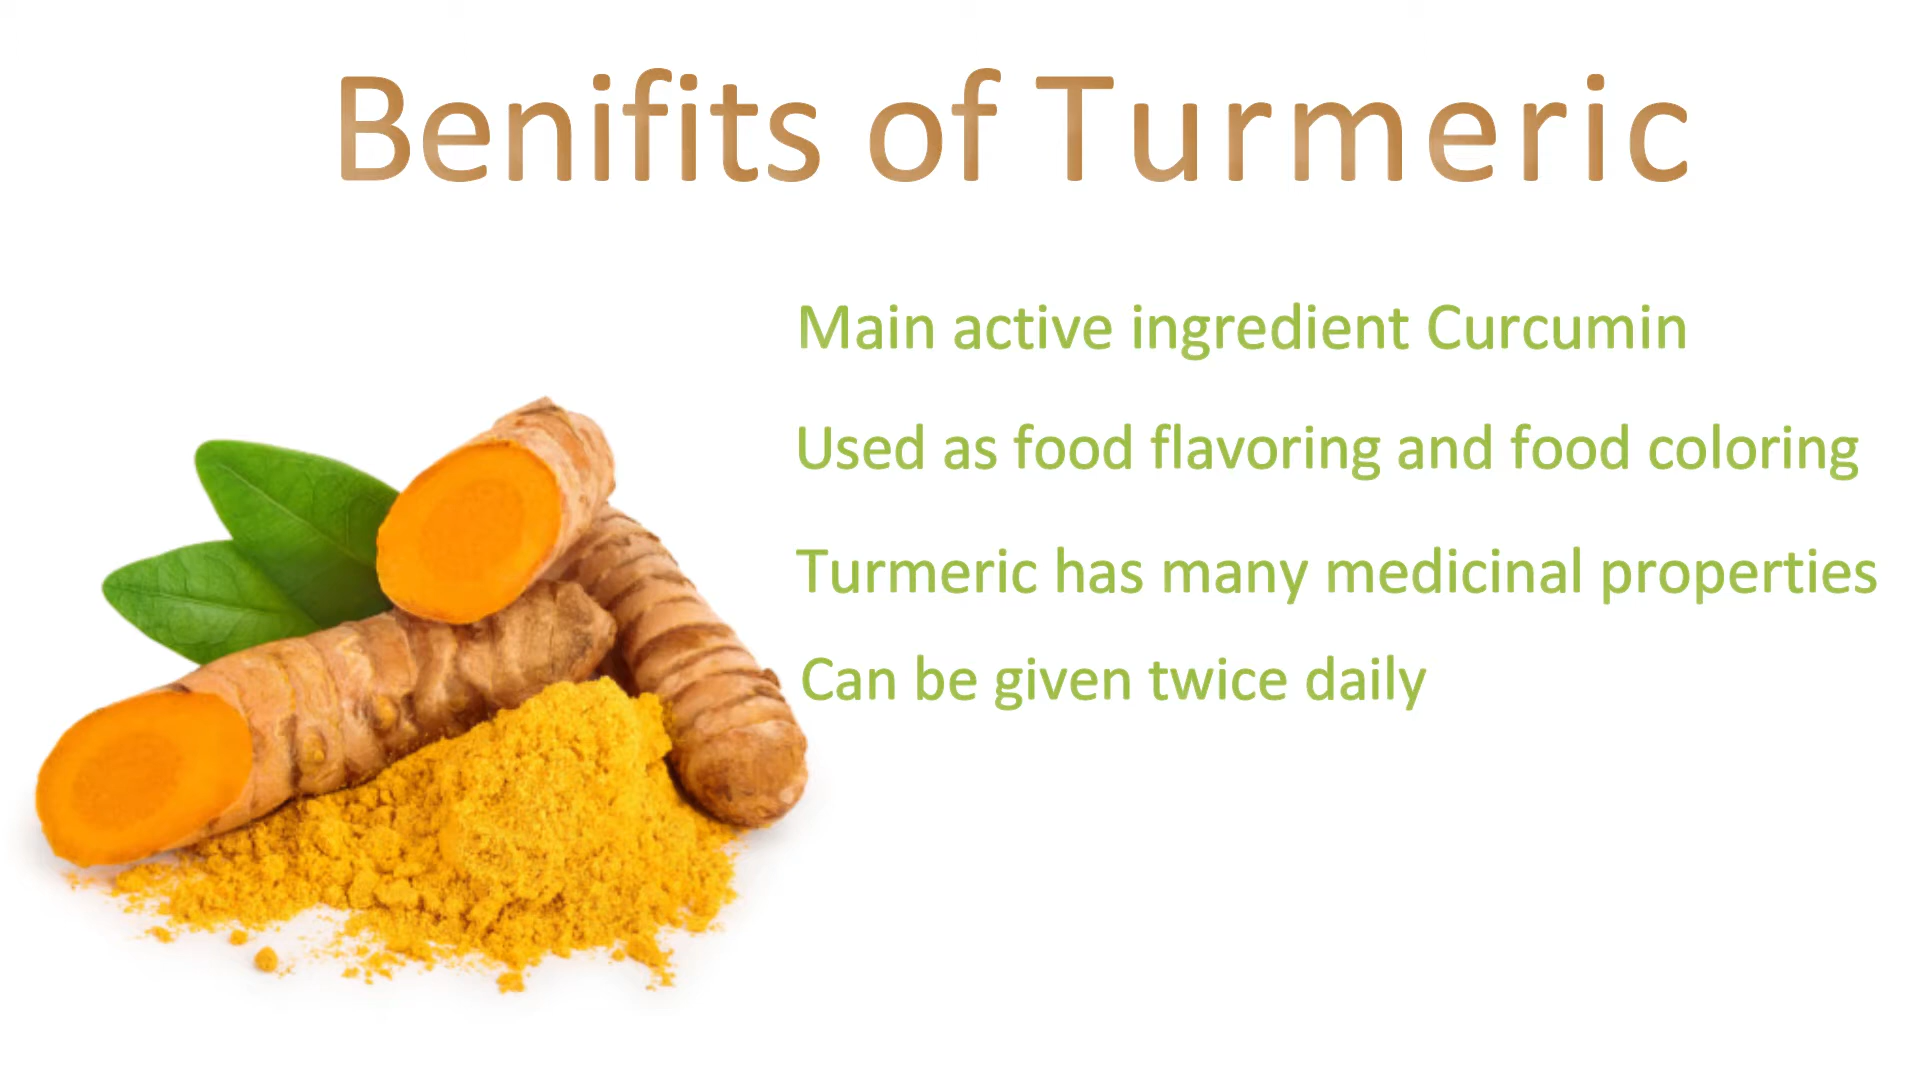 Benifits of Turmeric
Main active ingredient Curcumin
Used as food flavoring and food coloring
Turmeric has many medicinal properties
Can be given twice daily